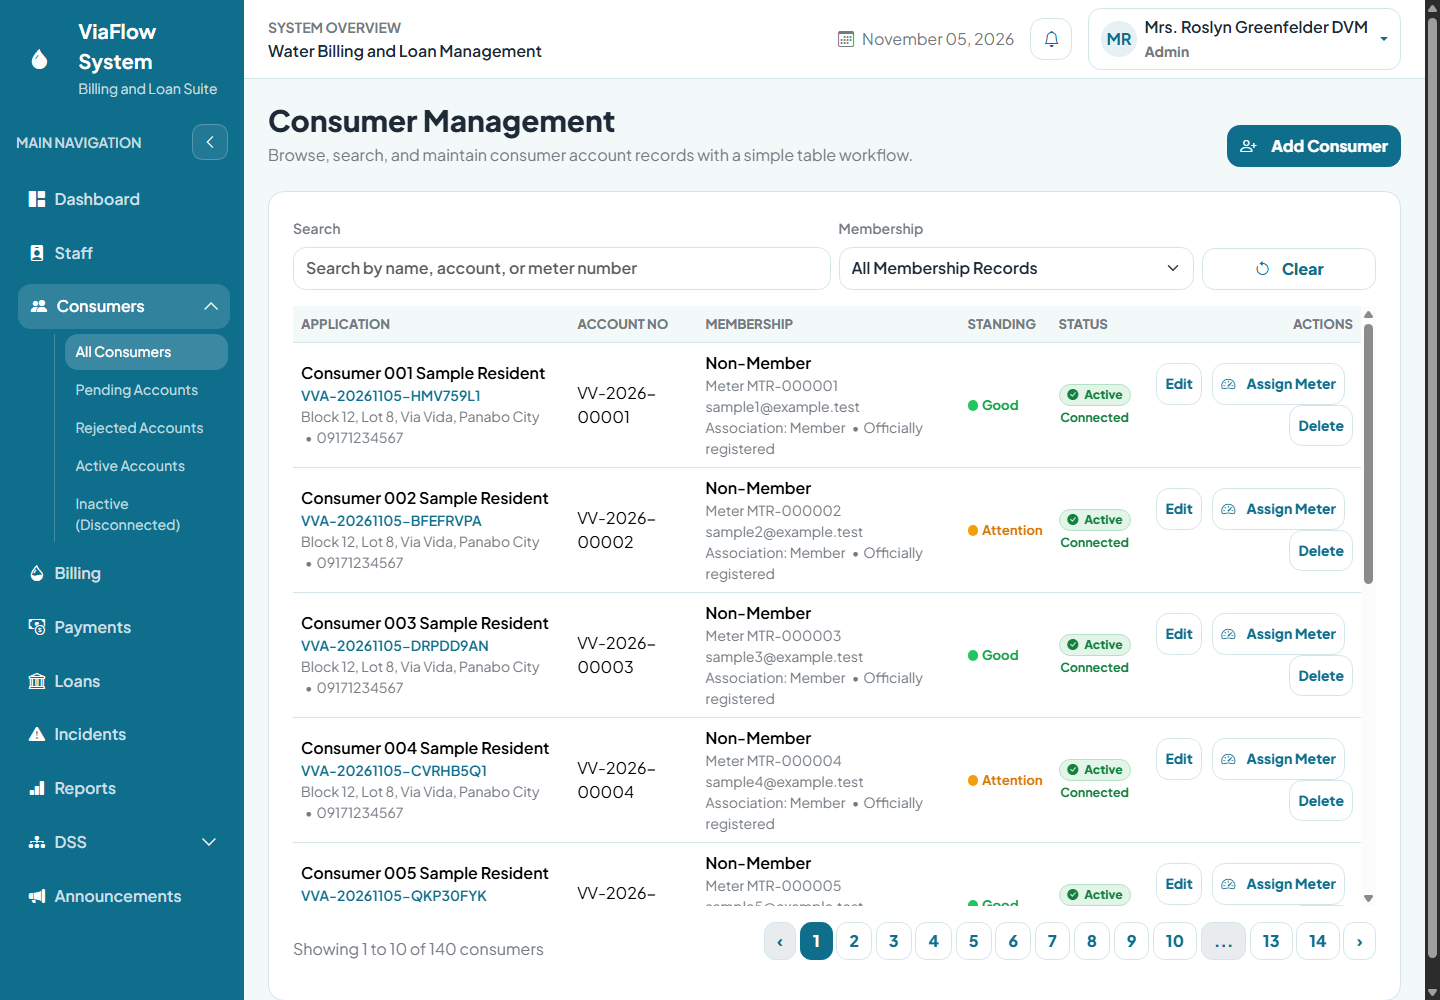 ViaFlow
System
Billing and Loan Suite
MAIN NAVIGATION
Dashboard
Staff
Consumers
All Consumers
Pending Accounts
Rejected Accounts
Active Accounts
Inactive
(Disconnected)
Billing
Payments
Loans
Incidents
Reports
DSS
Announcements
SYSTEM OVERVIEW
Water Billing and Loan Management
November 05, 2026
MR
Mrs. Roslyn Greenfelder DVM
Admin
Consumer Management
Browse, search, and maintain consumer account records with a simple table workflow.
Add Consumer
Search
Search by name, account, or meter number
Membership
All Membership Records
Clear
APPLICATION ACCOUNT NO MEMBERSHIP STANDING STATUS ACTIONS
Consumer 001 Sample Resident
VVA-20261105-HMV759L1
Block 12, Lot 8, Via Vida, Panabo City
• 09171234567
VV-2026-
00001
Non-Member
Meter MTR-000001
sample1@example.test
Association: Member • Officially
registered
Good
Active
Connected
Edit
Assign Meter
Delete
Consumer 002 Sample Resident
VVA-20261105-BFEFRVPA
Block 12, Lot 8, Via Vida, Panabo City
• 09171234567
VV-2026-
00002
Non-Member
Meter MTR-000002
sample2@example.test
Association: Member • Officially
registered
Attention
Active
Connected
Edit
Assign Meter
Delete
Consumer 003 Sample Resident
VVA-20261105-DRPDD9AN
Block 12, Lot 8, Via Vida, Panabo City
• 09171234567
VV-2026-
00003
Non-Member
Meter MTR-000003
sample3@example.test
Association: Member • Officially
registered
Good
Active
Connected
Edit
Assign Meter
Delete
Consumer 004 Sample Resident
VVA-20261105-CVRHB5Q1
Block 12, Lot 8, Via Vida, Panabo City
• 09171234567
VV-2026-
00004
Non-Member
Meter MTR-000004
sample4@example.test
Association: Member • Officially
registered
Attention
Active
Connected
Edit
Assign Meter
Delete
Consumer 005 Sample Resident
VVA-20261105-QKP30FYK
VV-2026-
Non-Member
Meter MTR-000005
sample5@example.test
Good
Active
Edit
Assign Meter
Showing 1 to 10 of 140 consumers
‹ 1 2 3 4 5 6 7 8 9 10 ... 13 14 ›